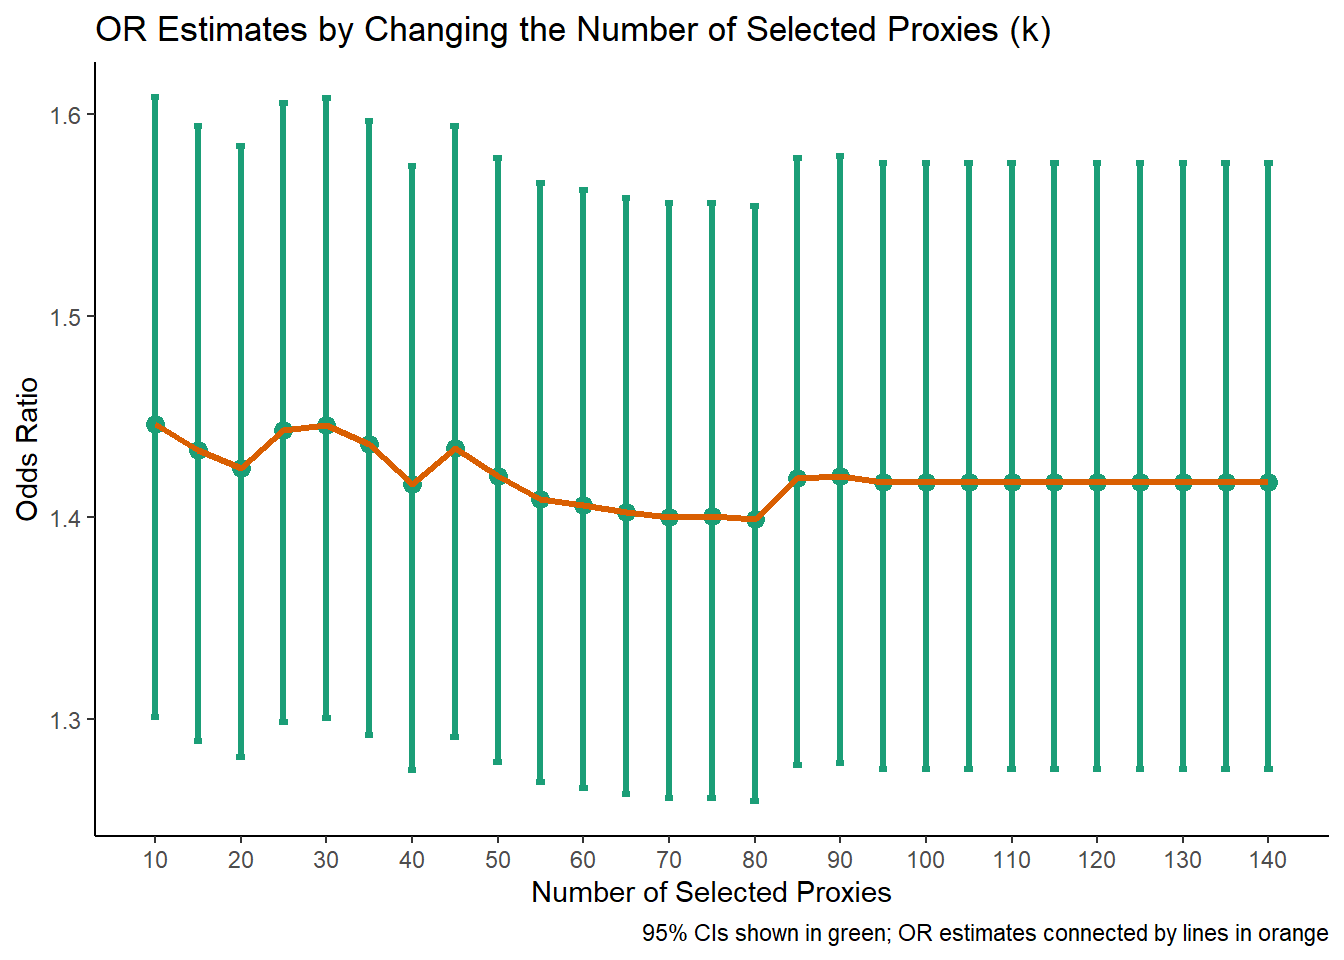 OR Estimates by Changing the Number of Selected Proxies (k)
1.6
1.5
1.4
1.3
Odds Ratio
10 20 30 40 50 60 70 80 90 100 110 120 130 140
Number of Selected Proxies
95% CIs shown in green; OR estimates connected by lines in orange